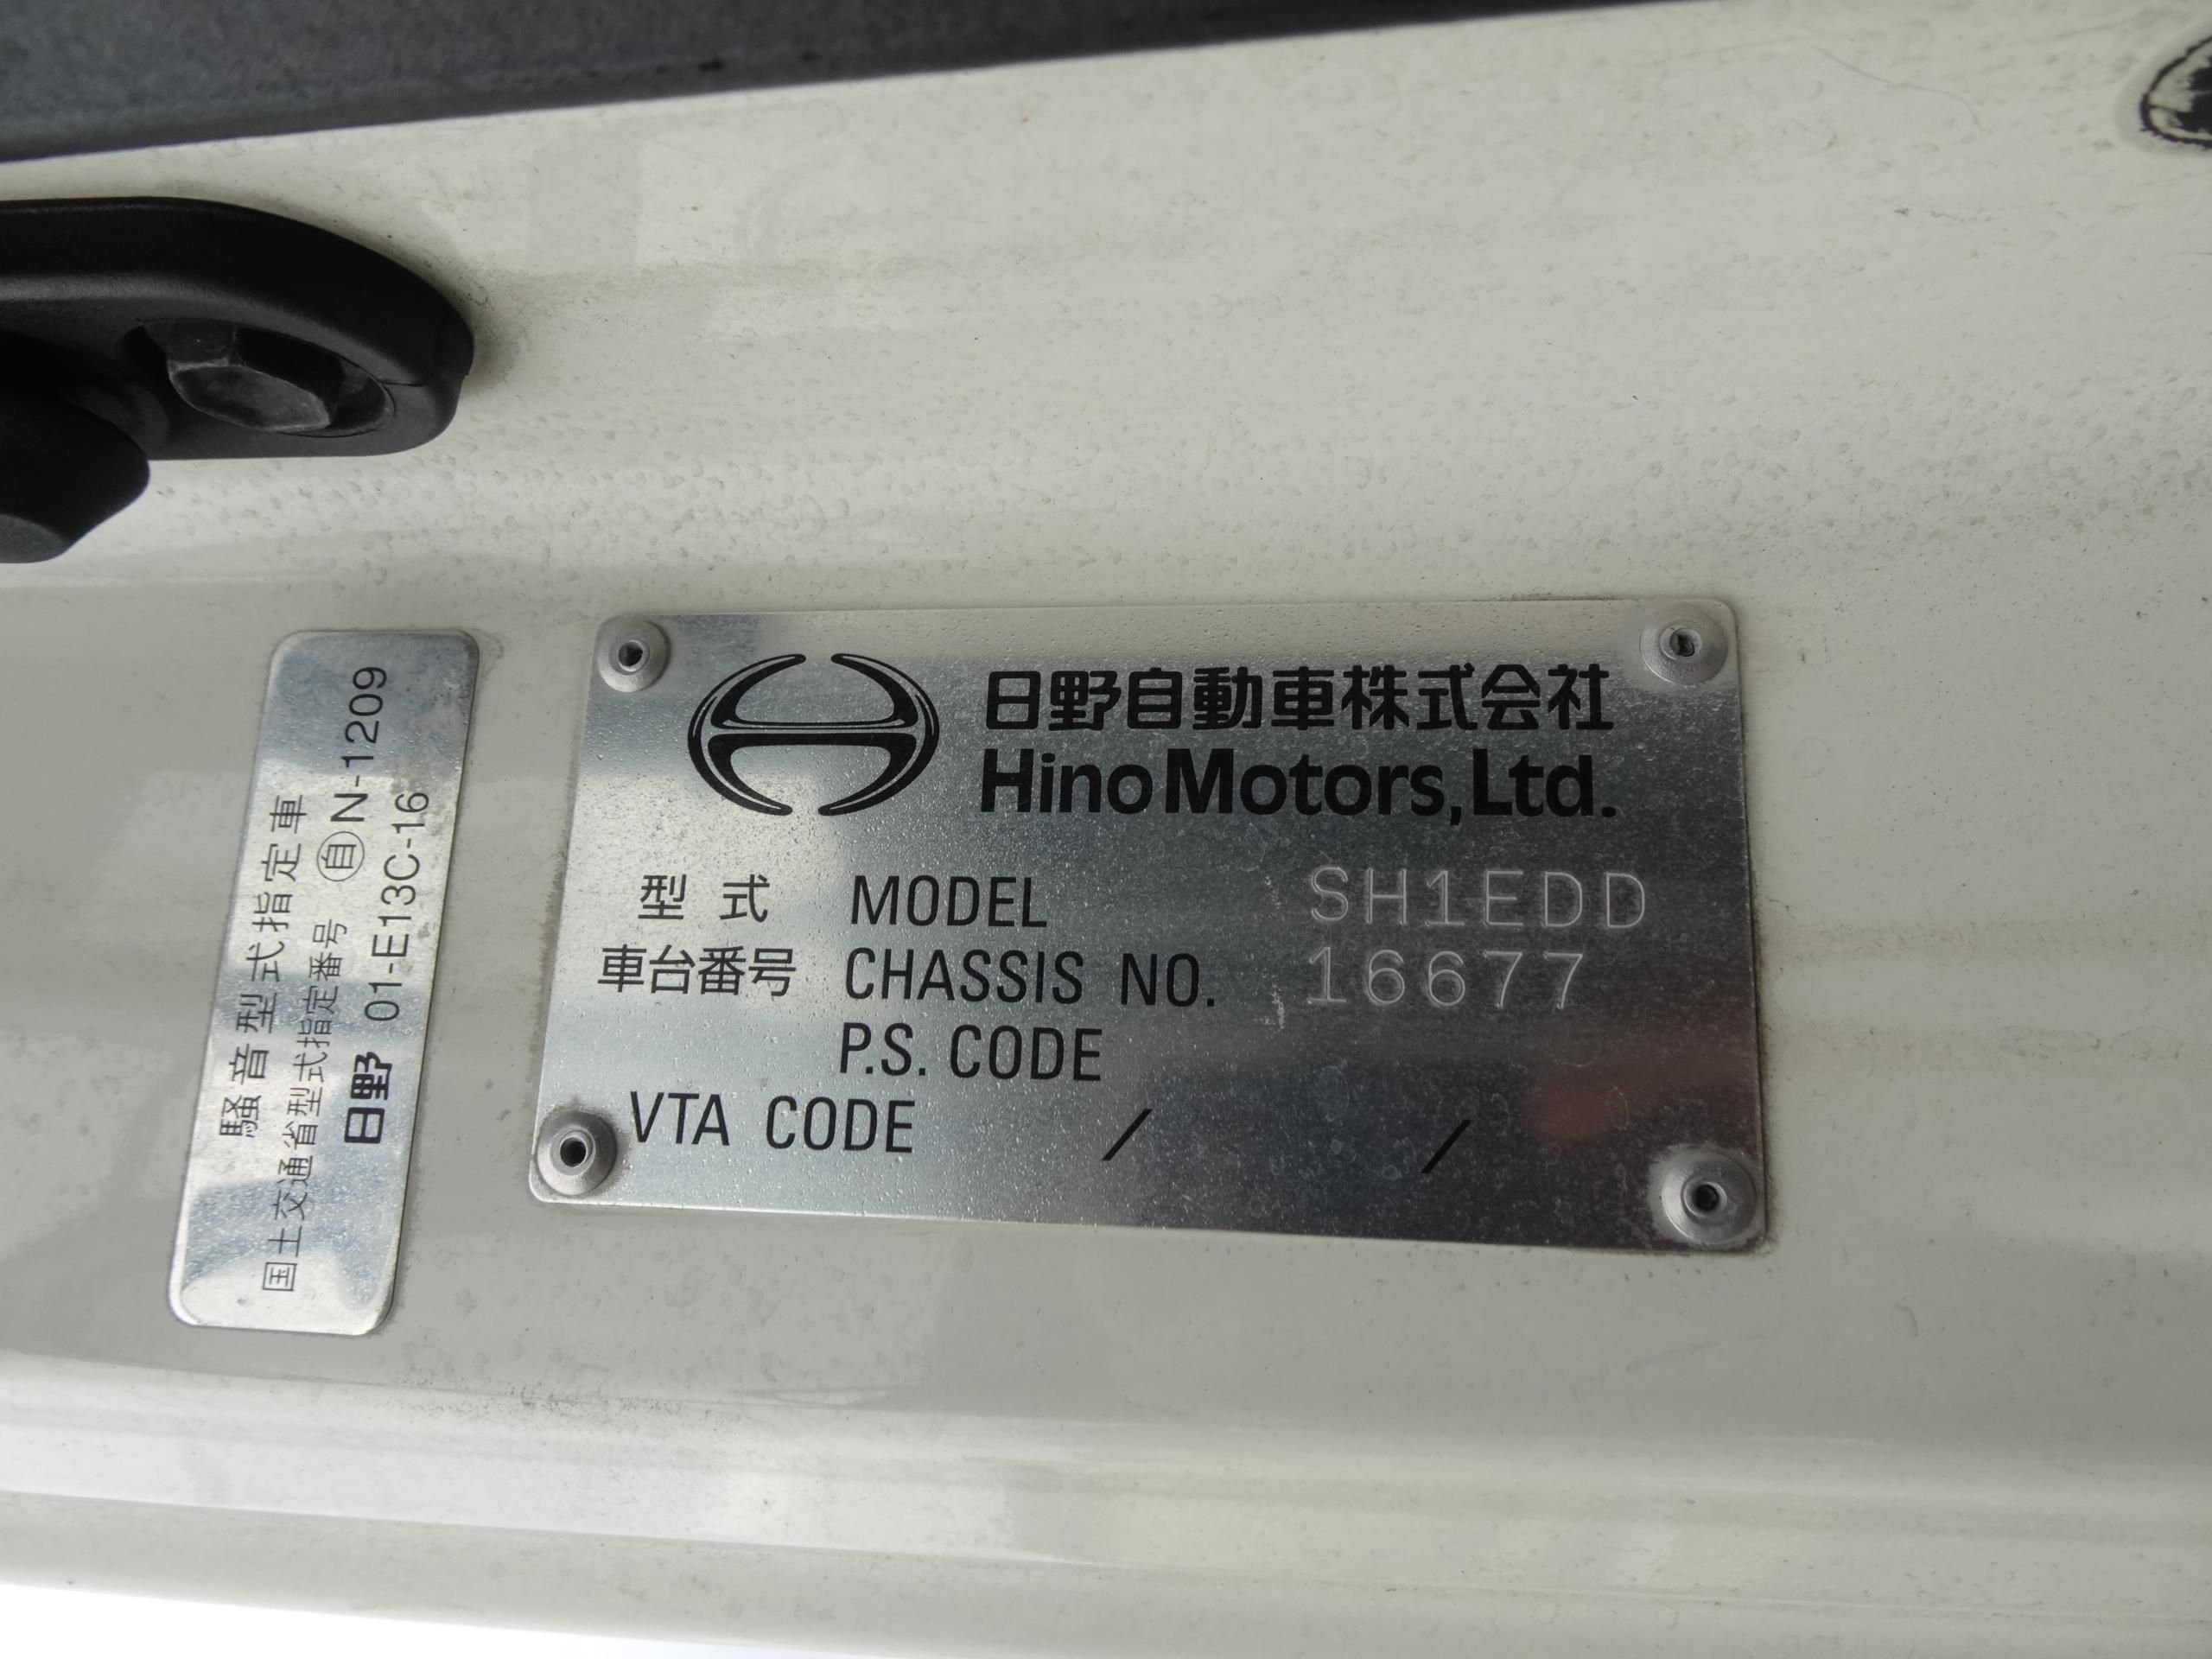 騒音型式指定車
国土交通省型式指定番号 自N-1209
日野 01-E13C-16
日野自動車株式会社
Hino Motors, Ltd.
型式 MODEL SH1EDD
車台番号 CHASSIS NO. 16677
P.S. CODE
VTA CODE / /